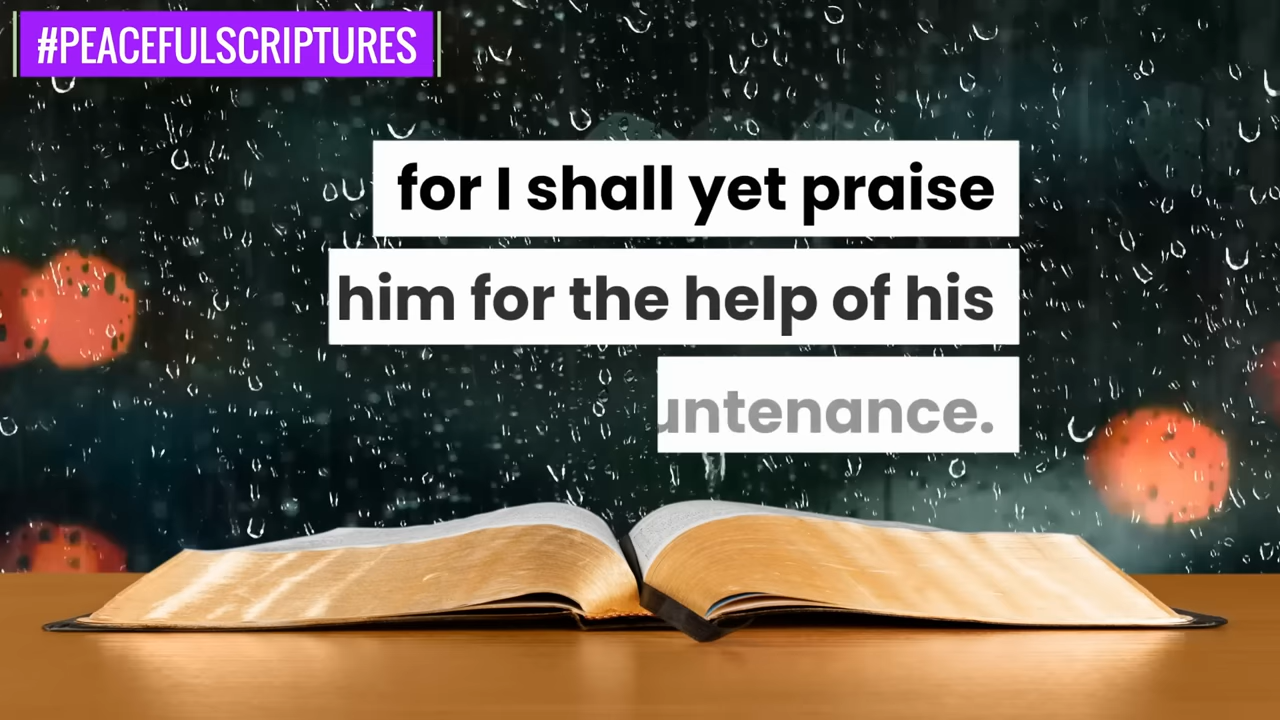 #PEACEFULSCRIPTURES
for I shall yet praise
him for the help of his
untenance.